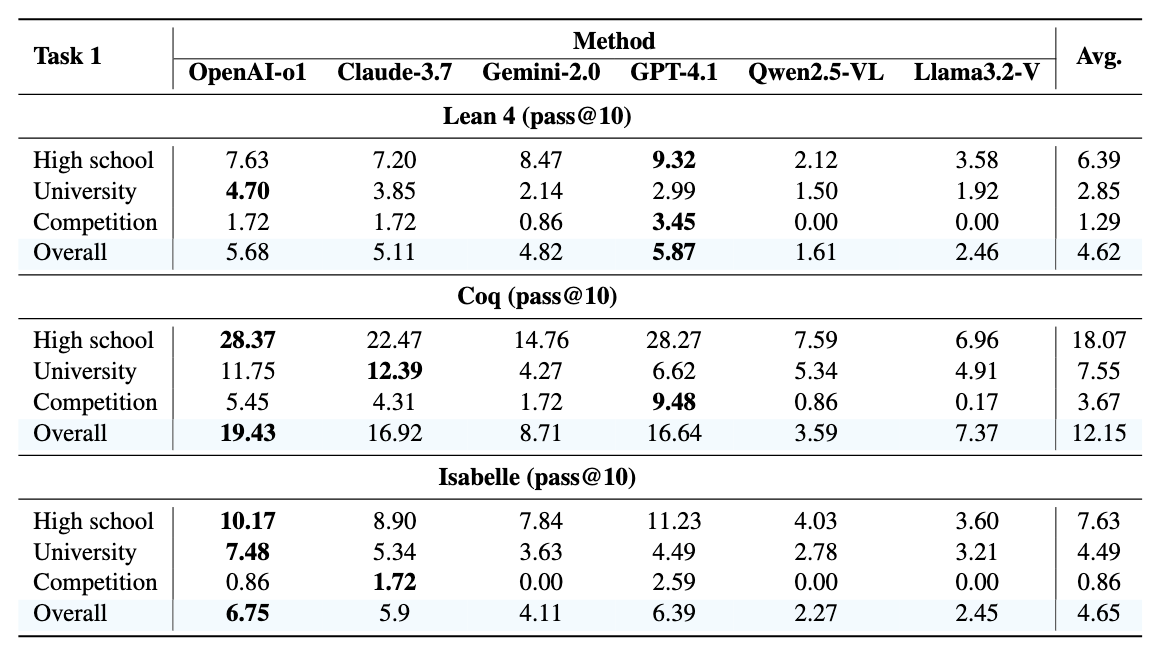 Task 1 Method Avg.
OpenAI-o1 Claude-3.7 Gemini-2.0 GPT-4.1 Qwen2.5-VL Llama3.2-V
Lean 4 (pass@10)
High school 7.63 7.20 8.47 9.32 2.12 3.58 6.39
University 4.70 3.85 2.14 2.99 1.50 1.92 2.85
Competition 1.72 1.72 0.86 3.45 0.00 0.00 1.29
Overall 5.68 5.11 4.82 5.87 1.61 2.46 4.62
Coq (pass@10)
High school 28.37 22.47 14.76 28.27 7.59 6.96 18.07
University 11.75 12.39 4.27 6.62 5.34 4.91 7.55
Competition 5.45 4.31 1.72 9.48 0.86 0.17 3.67
Overall 19.43 16.92 8.71 16.64 3.59 7.37 12.15
Isabelle (pass@10)
High school 10.17 8.90 7.84 11.23 4.03 3.60 7.63
University 7.48 5.34 3.63 4.49 2.78 3.21 4.49
Competition 0.86 1.72 0.00 2.59 0.00 0.00 0.86
Overall 6.75 5.9 4.11 6.39 2.27 2.45 4.65